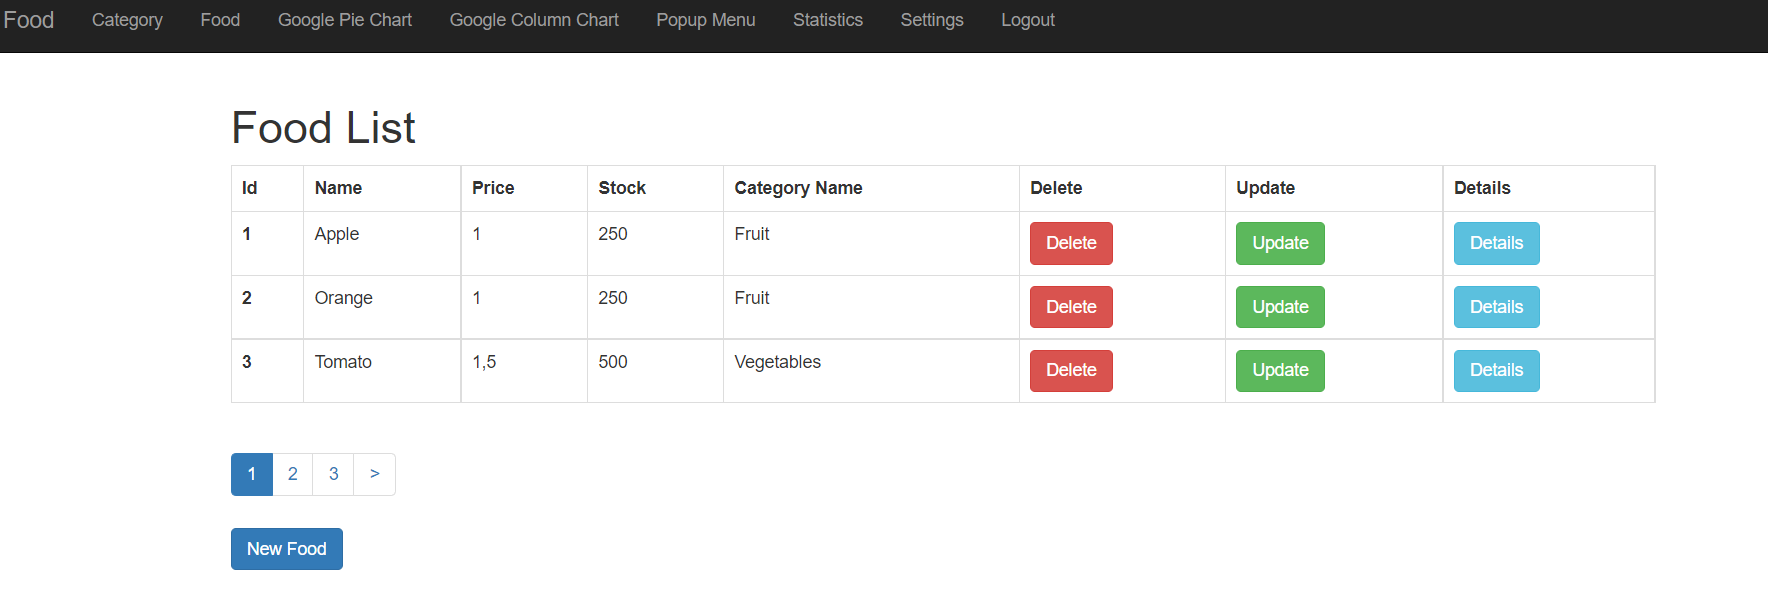 Food Category Food Google Pie Chart Google Column Chart Popup Menu Statistics Settings Logout
Food List
Id Name Price Stock Category Name Delete Update Details
1 Apple 1 250 Fruit Delete Update Details
2 Orange 1 250 Fruit Delete Update Details
3 Tomato 1,5 500 Vegetables Delete Update Details
1 2 3 >
New Food